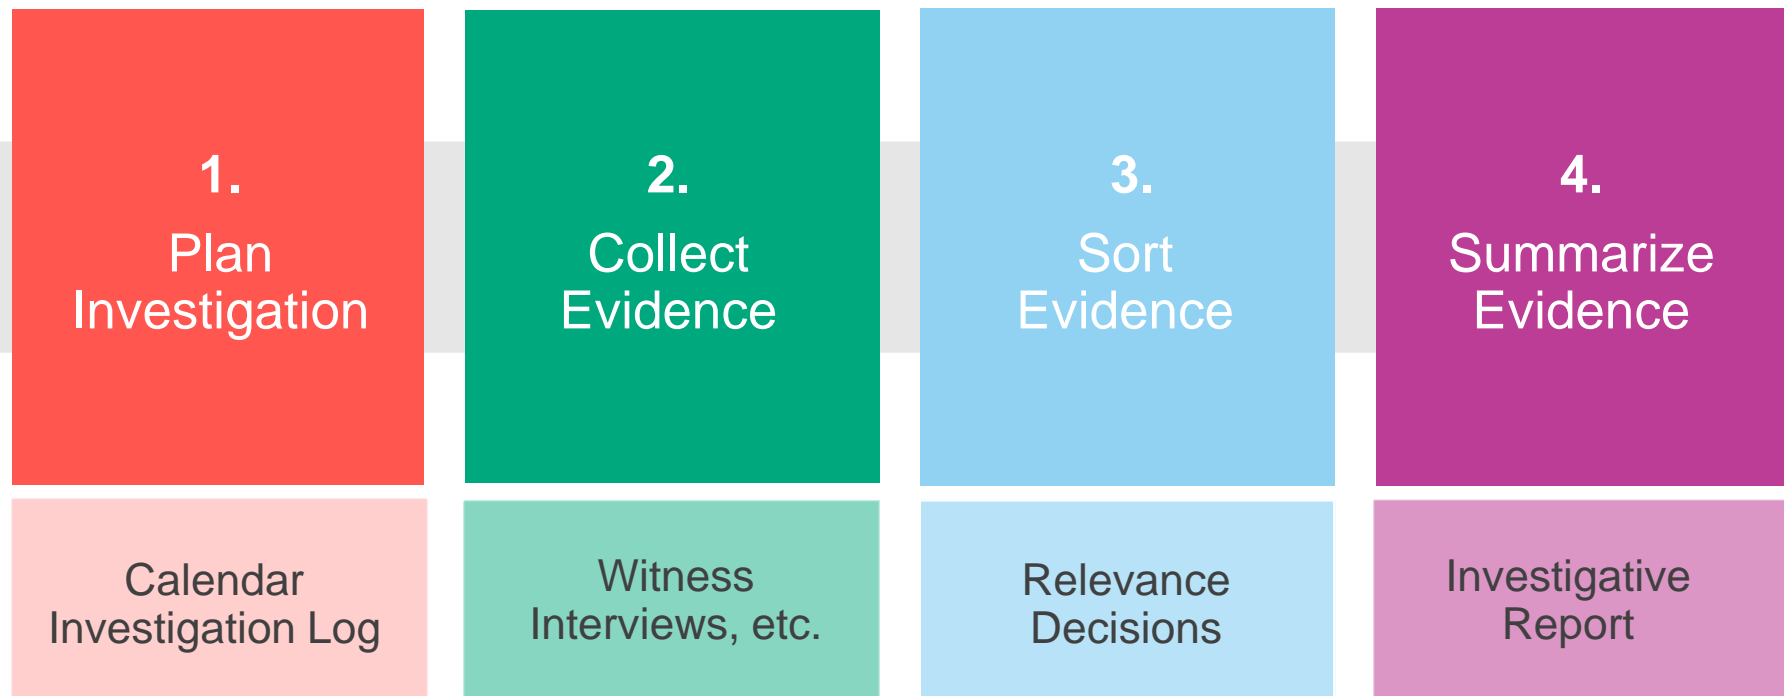 1.
Plan
Investigation
Calendar
Investigation Log
2.
Collect
Evidence
Witness
Interviews, etc.
3.
Sort
Evidence
Relevance
Decisions
4.
Summarize
Evidence
Investigative
Report